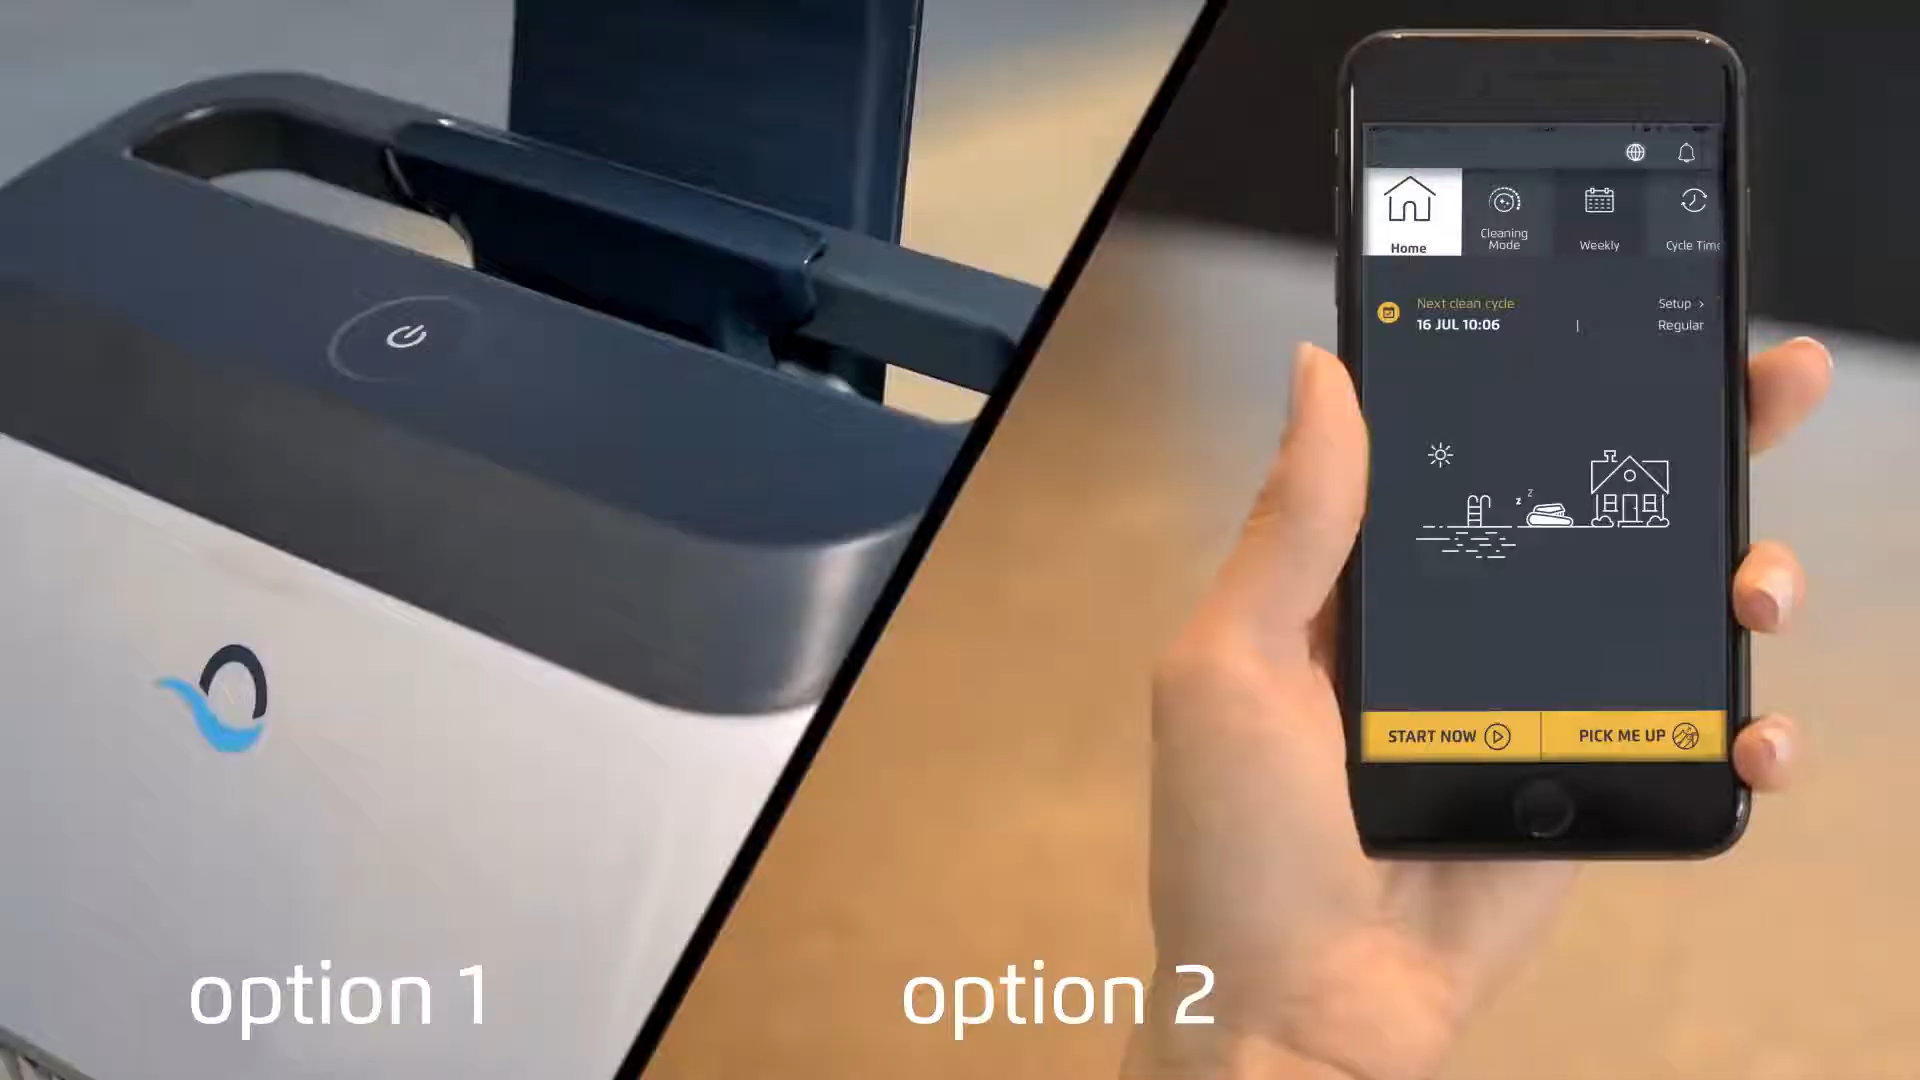 Home
Cleaning
Mode
Weekly
Cycle Time
Next clean cycle
16 JUL 10:06
|
Setup >
Regular
z z
START NOW
PICK ME UP
option 1
option 2